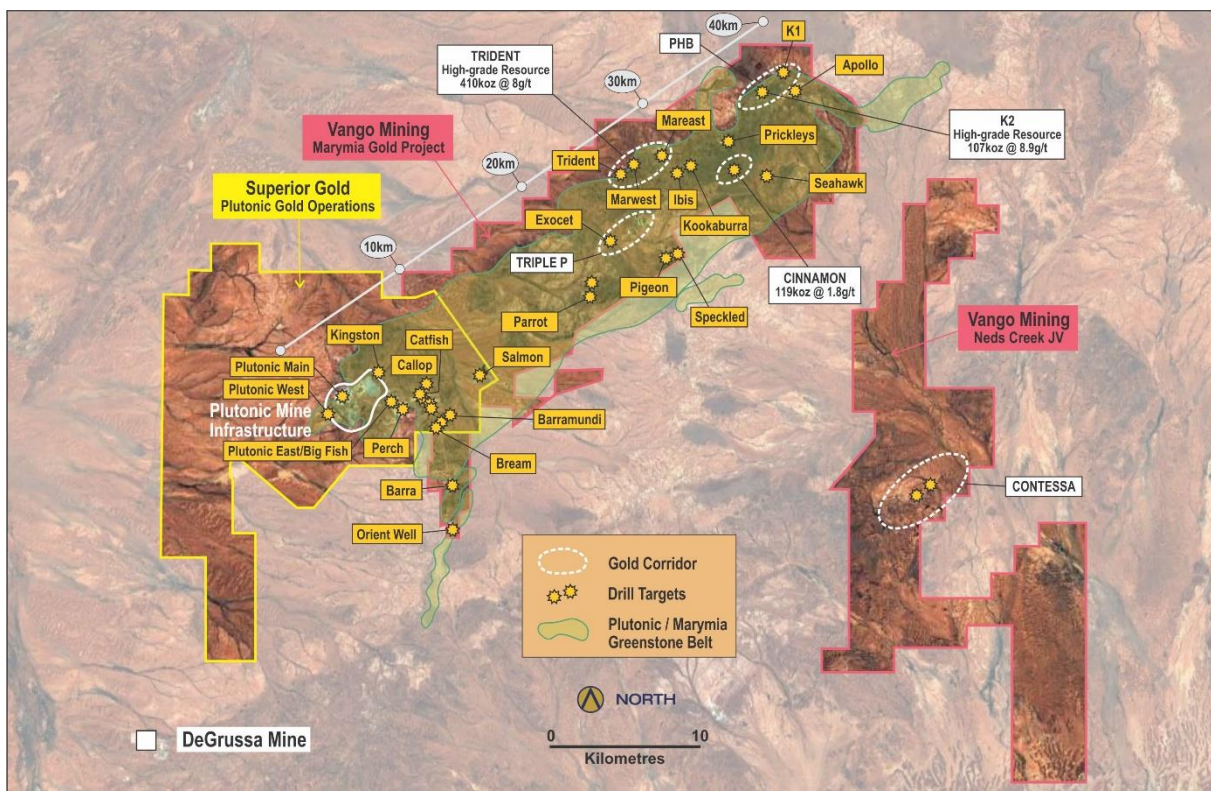 40km
K1
PHB
TRIDENT
High-grade Resource
410koz @ 8g/t
Apollo
30km
Mareast
K2
High-grade Resource
107koz @ 8.9g/t
Vango Mining
Marymia Gold Project
Prickleys
Trident
20km
Superior Gold
Plutonic Gold Operations
Marwest
Ibis
Seahawk
Exocet
Kookaburra
10km
TRIPLE P
CINNAMON
119koz @ 1.8g/t
Pigeon
Speckled
Parrot
Vango Mining
Neds Creek JV
Kingston
Catfish
Salmon
Plutonic Main
Callop
Plutonic West
Plutonic Mine
Infrastructure
Barramundi
Plutonic East/Big Fish
Perch
Bream
Barra
CONTESSA
Orient Well
Gold Corridor
Drill Targets
Plutonic / Marymia
Greenstone Belt
NORTH
DeGrussa Mine
0 10
Kilometres